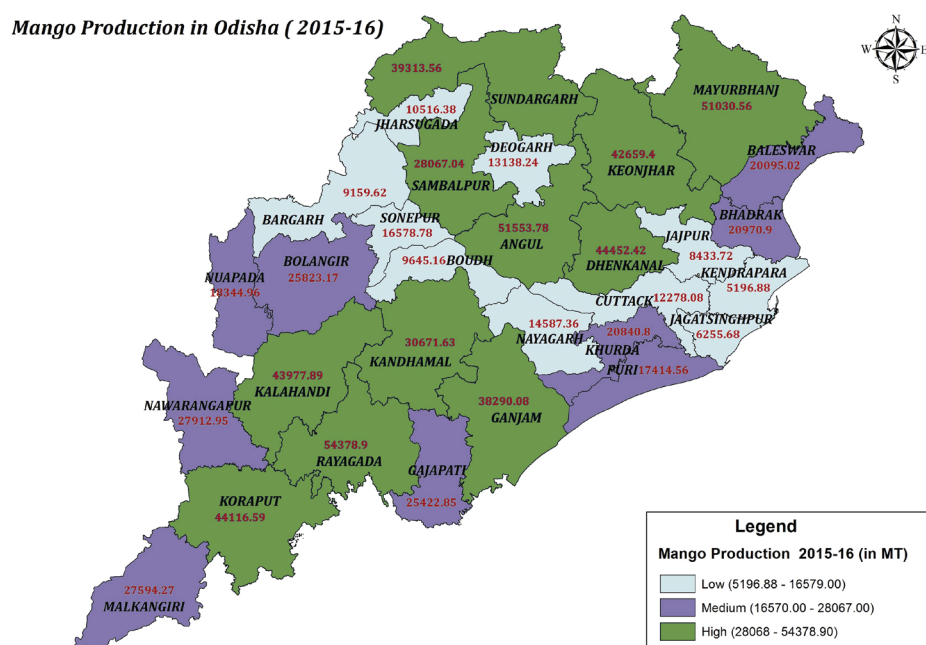 Mango Production in Odisha ( 2015-16)
N
W
E
S
39313.56
SUNDARGARH
MAYURBHANJ
51030.56
10516.38
JHARSUGADA
DEOGARH
13138.24
28067.04
SAMBALPUR
42659.4
KEONJHAR
BALESWAR
20095.02
9159.62
BARGARH
SONEPUR
16578.78
51553.78
ANGUL
BHADRAK
20970.9
JAJPUR
8433.72
44452.42
DHENKANAL
9645.16 BOUDH
BOLANGIR
25823.17
NUAPADA
18344.96
KENDRAPARA
5196.88
CUTTACK 12278.08
JAGATSINGHPUR
6255.68
14587.36
NAYAGARH
20840.8
KHURDA
PURI 17414.56
30671.63
KANDHAMAL
43977.89
KALAHANDI
38290.08
GANJAM
NAWARANGAPUR
27912.95
54378.9
RAYAGADA
GAJAPATI
25422.85
KORAPUT
44116.59
27594.27
MALKANGIRI
Legend
Mango Production 2015-16 (in MT)
Low (5196.88 - 16579.00)
Medium (16570.00 - 28067.00)
High (28068 - 54378.90)